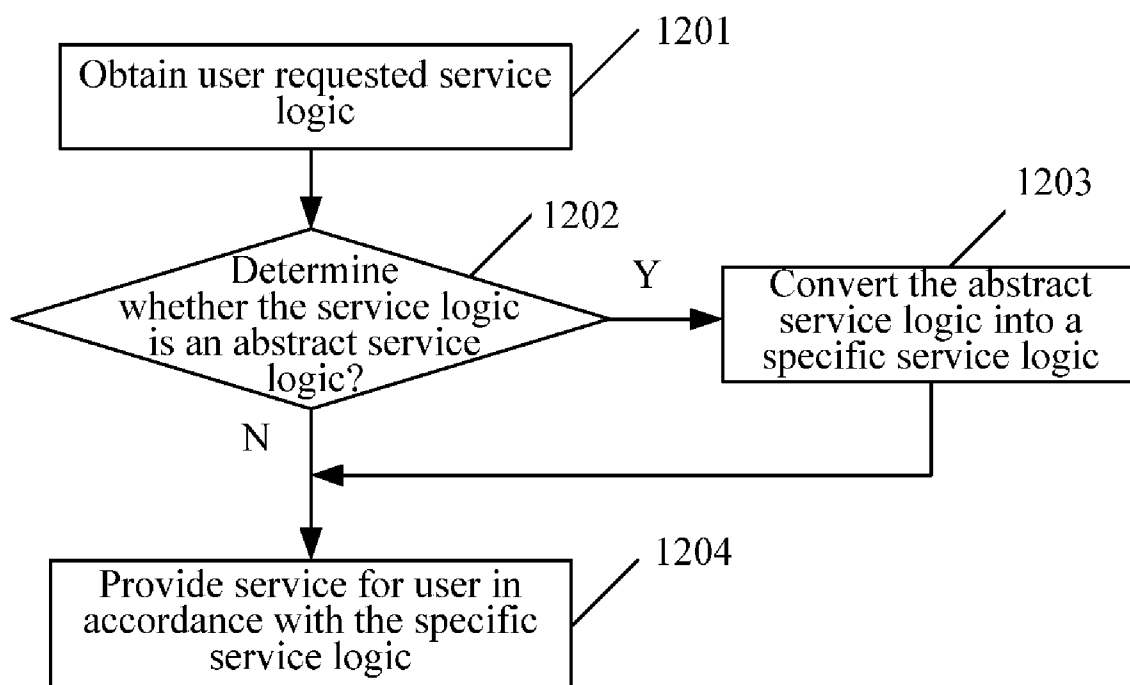 1201
Obtain user requested service
logic
1202
Determine
whether the service logic
is an abstract service
logic?
Y
1203
Convert the abstract
service logic into a
specific service logic
N
1204
Provide service for user in
accordance with the specific
service logic